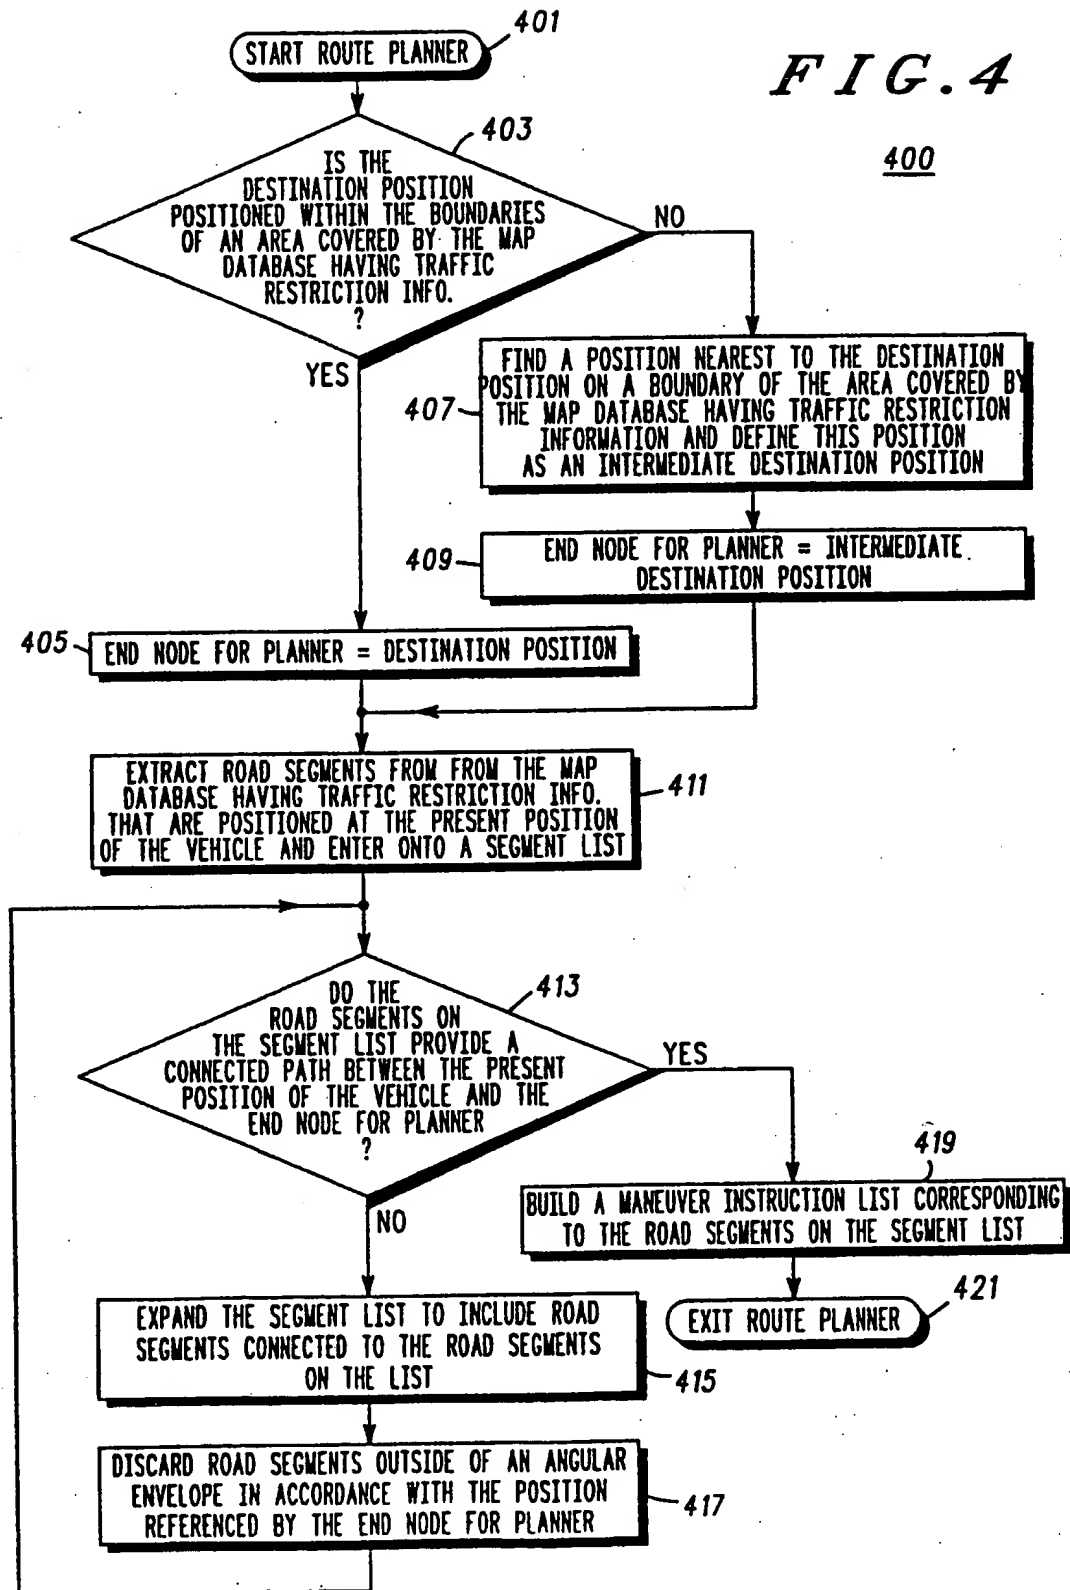 START ROUTE PLANNER
401
FIG.4
400
403
IS THE
DESTINATION POSITION
POSITIONED WITHIN THE BOUNDARIES
OF AN AREA COVERED BY THE MAP
DATABASE HAVING TRAFFIC
RESTRICTION INFO.
?
NO
YES
407
FIND A POSITION NEAREST TO THE DESTINATION
POSITION ON A BOUNDARY OF THE AREA COVERED BY
THE MAP DATABASE HAVING TRAFFIC RESTRICTION
INFORMATION AND DEFINE THIS POSITION
AS AN INTERMEDIATE DESTINATION POSITION
409
END NODE FOR PLANNER = INTERMEDIATE
DESTINATION POSITION
405
END NODE FOR PLANNER = DESTINATION POSITION
EXTRACT ROAD SEGMENTS FROM FROM THE MAP
DATABASE HAVING TRAFFIC RESTRICTION INFO.
THAT ARE POSITIONED AT THE PRESENT POSITION
OF THE VEHICLE AND ENTER ONTO A SEGMENT LIST
411
413
DO THE
ROAD SEGMENTS ON
THE SEGMENT LIST PROVIDE A
CONNECTED PATH BETWEEN THE PRESENT
POSITION OF THE VEHICLE AND THE
END NODE FOR PLANNER
?
YES
NO
419
BUILD A MANEUVER INSTRUCTION LIST CORRESPONDING
TO THE ROAD SEGMENTS ON THE SEGMENT LIST
421
EXIT ROUTE PLANNER
EXPAND THE SEGMENT LIST TO INCLUDE ROAD
SEGMENTS CONNECTED TO THE ROAD SEGMENTS
ON THE LIST
415
DISCARD ROAD SEGMENTS OUTSIDE OF AN ANGULAR
ENVELOPE IN ACCORDANCE WITH THE POSITION
REFERENCED BY THE END NODE FOR PLANNER
417